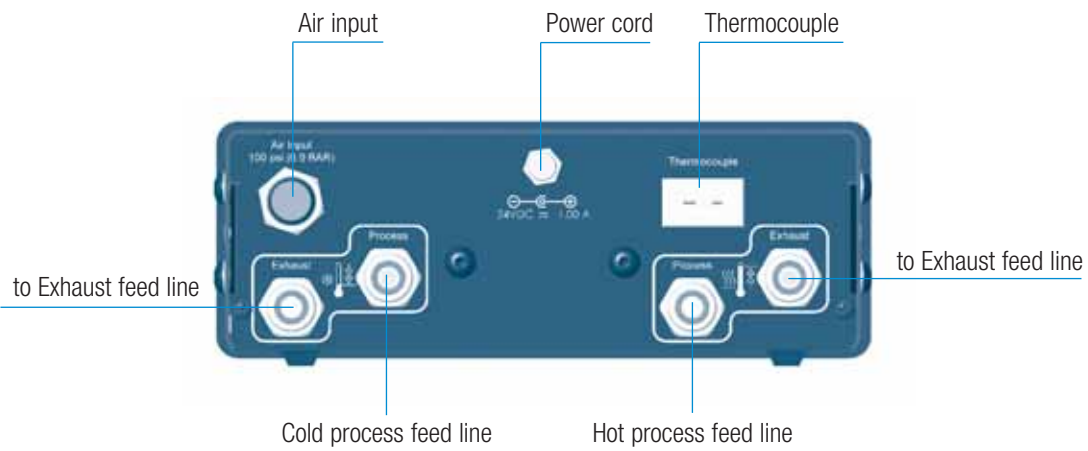 Air input
Power cord
Thermocouple
Air Input
100 psi (6.9 BAR)
Thermocouple
24VDC 1.00 A
Process
Exhaust
Exhaust
Process
to Exhaust feed line
to Exhaust feed line
Cold process feed line
Hot process feed line